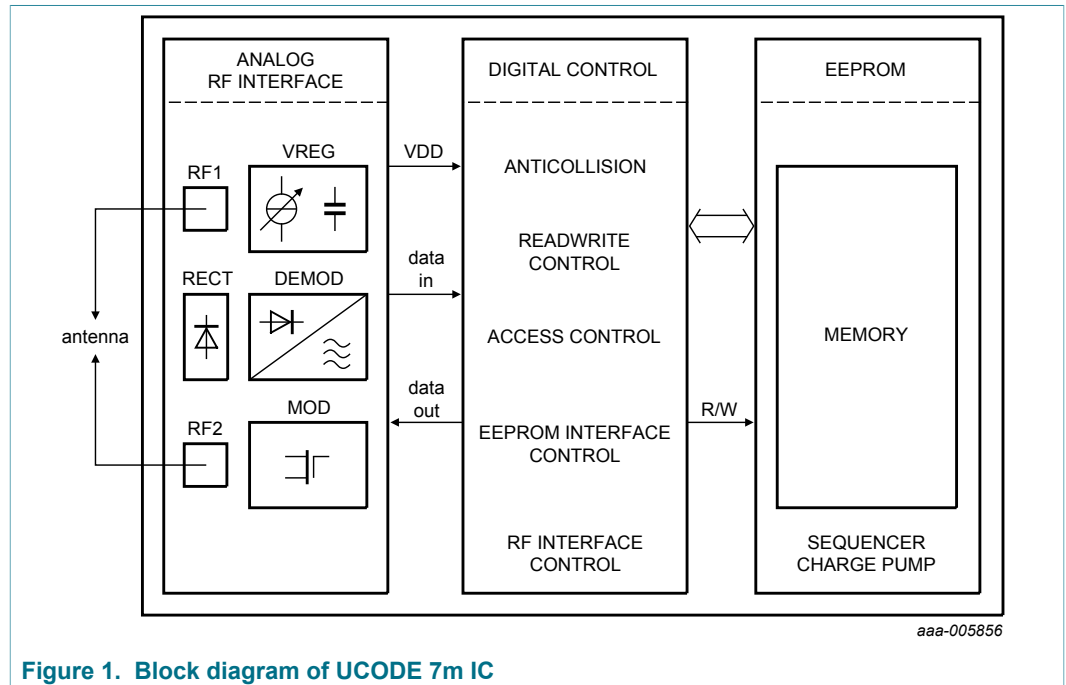 ANALOG
RF INTERFACE
VREG
RF1
RECT
DEMOD
antenna
MOD
RF2
VDD
data
in
data
out
DIGITAL CONTROL
ANTICOLLISION
READWRITE
CONTROL
ACCESS CONTROL
EEPROM INTERFACE
CONTROL
RF INTERFACE
CONTROL
R/W
EEPROM
MEMORY
SEQUENCER
CHARGE PUMP
aaa-005856
Figure 1. Block diagram of UCODE 7m IC